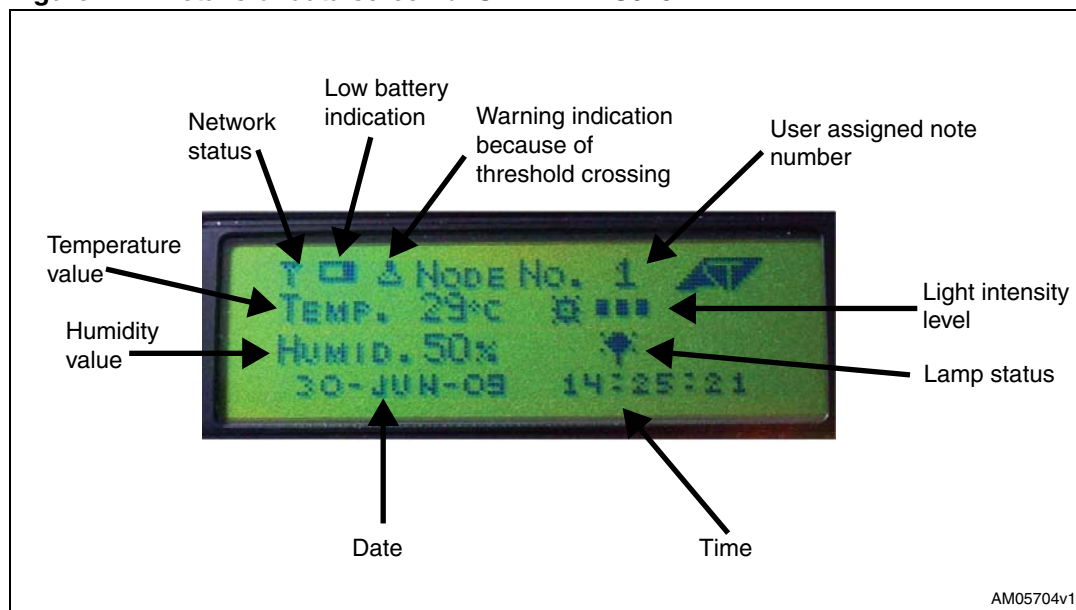 Low battery
indication
Network
status
Warning indication
because of
threshold crossing
User assigned note
number
Temperature
value
Humidity
value
NODE NO. 1
TEMP. 29°C
HUMID. 50%
30-JUN-09 14:25:21
Light intensity
level
Lamp status
Date
Time
AM05704v1